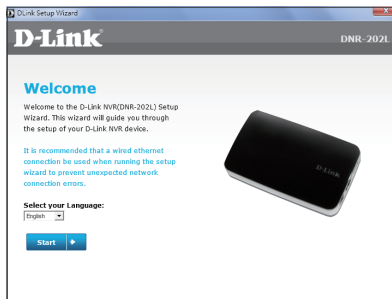 DLink Setup Wizard
D-Link
DNR-202L
Welcome
Welcome to the D-Link NVR(DNR-202L) Setup
Wizard. This wizard will guide you through
the setup of your D-Link NVR device.
It is recommended that a wired ethernet
connection be used when running the setup
wizard to prevent unexpected network
connection errors.
D-Link
Select your Language:
English
Start